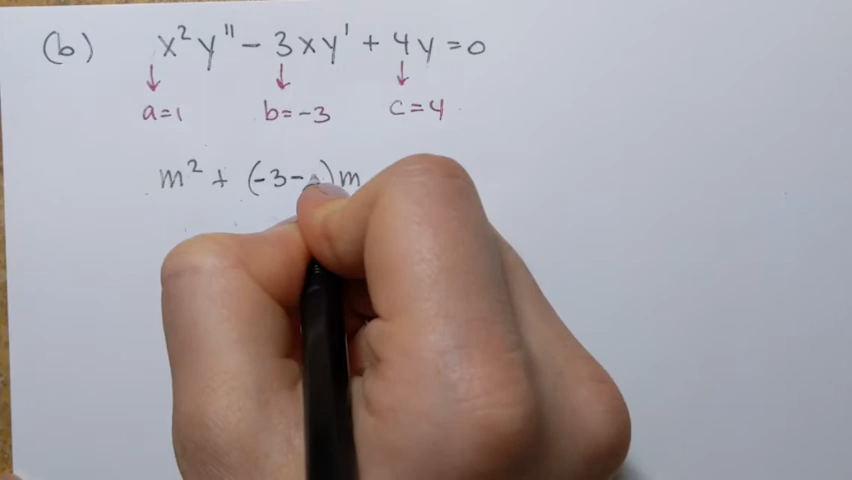 (b) x²y" - 3xy' + 4y = 0
a=1 b=-3 c=4
m² + (-3- )m